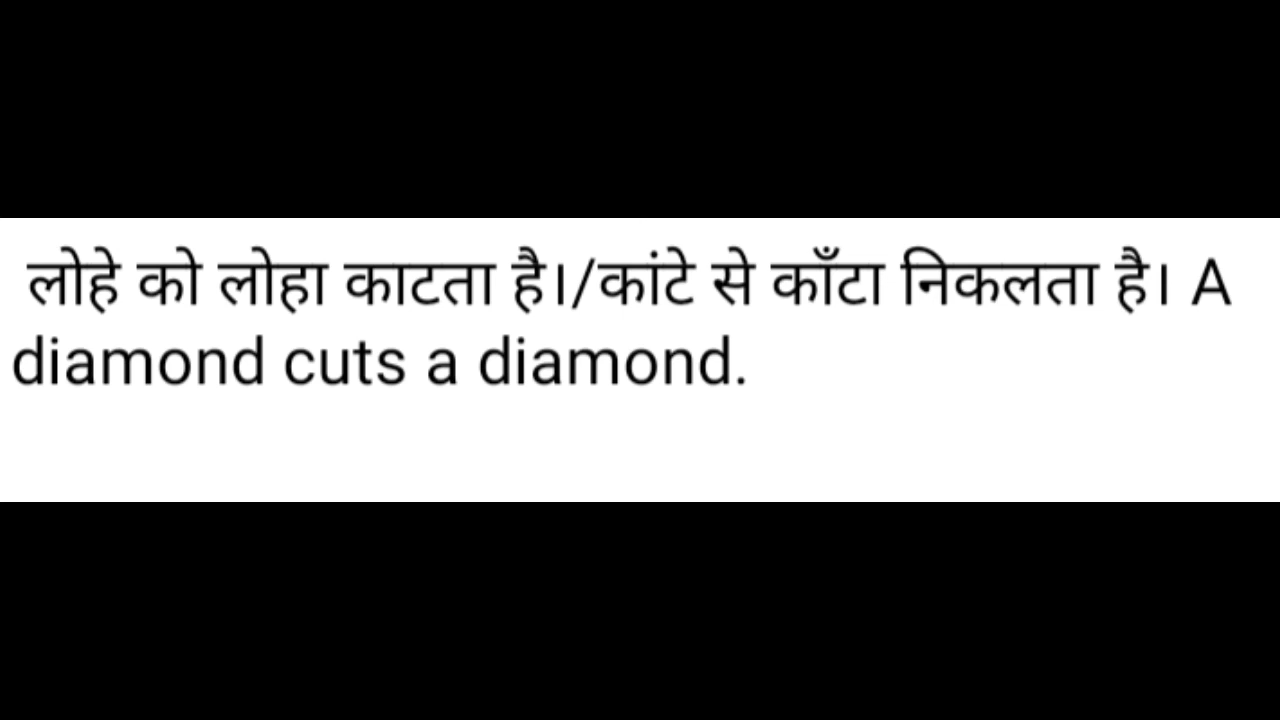 लोहे को लोहा काटता है।/कांटे से काँटा निकलता है। A
diamond cuts a diamond.